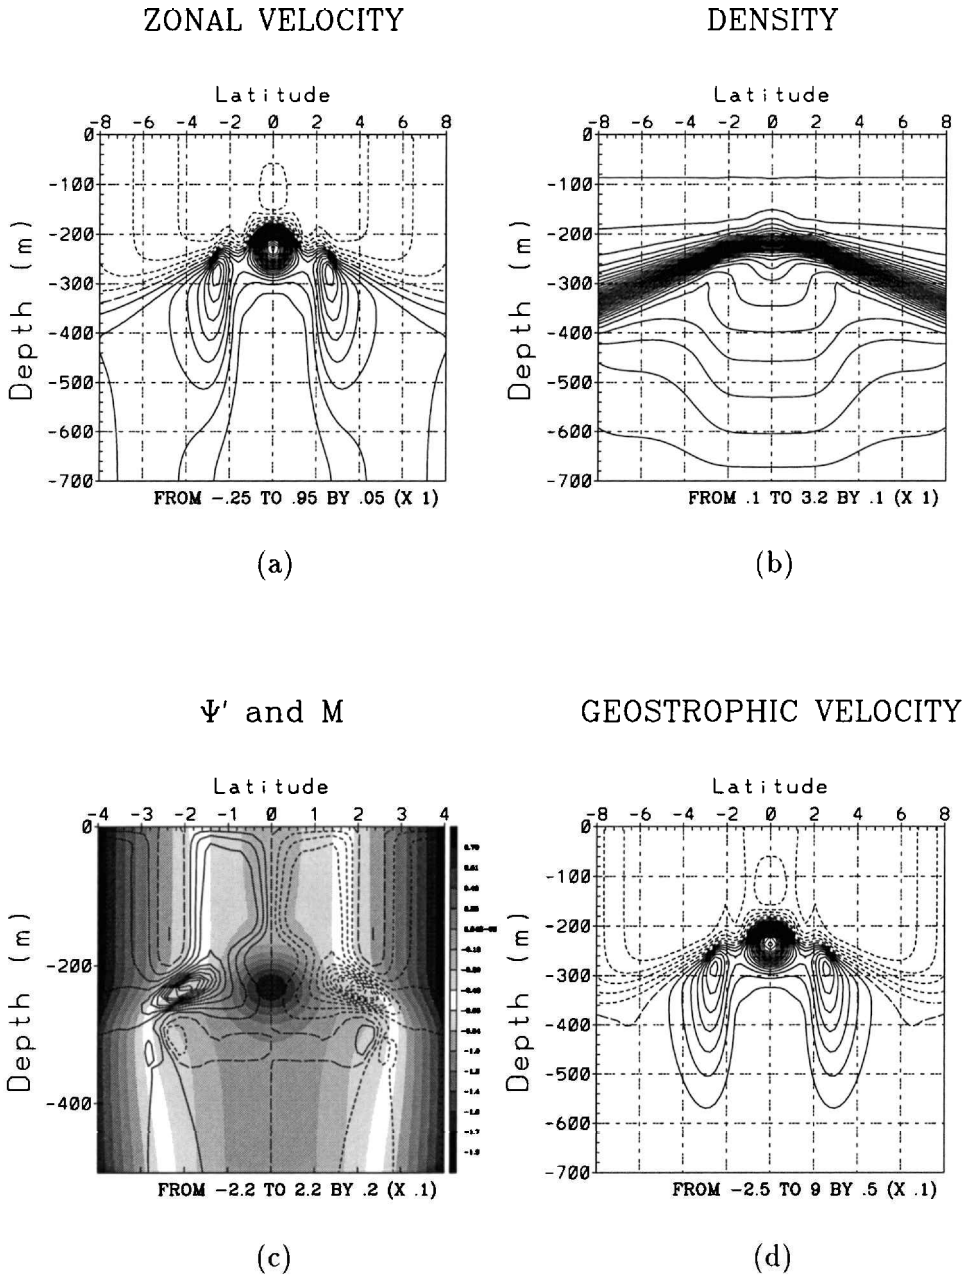 ZONAL VELOCITY
Latitude
-8 -6 -4 -2 0 2 4 6 8
0
-100
-200
-300
-400
-500
-600
-700
Depth (m)
FROM -.25 TO .95 BY .05 (X 1)
(a)
DENSITY
Latitude
-8 -6 -4 -2 0 2 4 6 8
0
-100
-200
-300
-400
-500
-600
-700
Depth (m)
FROM .1 TO 3.2 BY .1 (X 1)
(b)
Ψ' and M
Latitude
-4 -3 -2 -1 0 1 2 3 4
0
-200
-400
Depth (m)
FROM -2.2 TO 2.2 BY .2 (X .1)
(c)
GEOSTROPHIC VELOCITY
Latitude
-8 -6 -4 -2 0 2 4 6 8
0
-100
-200
-300
-400
-500
-600
-700
Depth (m)
FROM -2.5 TO 9 BY .5 (X .1)
(d)